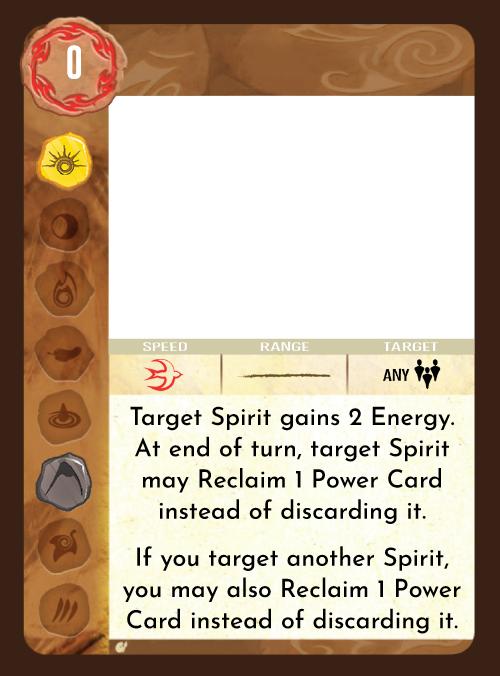 0
SPEED RANGE TARGET
ANY
Target Spirit gains 2 Energy.
At end of turn, target Spirit
may Reclaim 1 Power Card
instead of discarding it.
If you target another Spirit,
you may also Reclaim 1 Power
Card instead of discarding it.